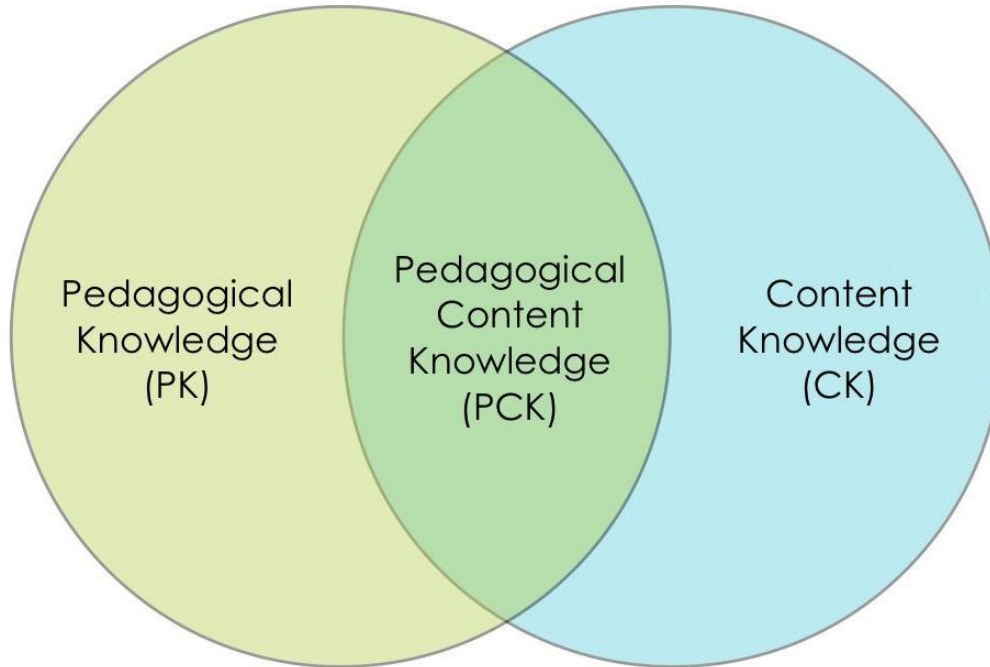 Pedagogical
Knowledge
(PK)
Pedagogical
Content
Knowledge
(PCK)
Content
Knowledge
(CK)